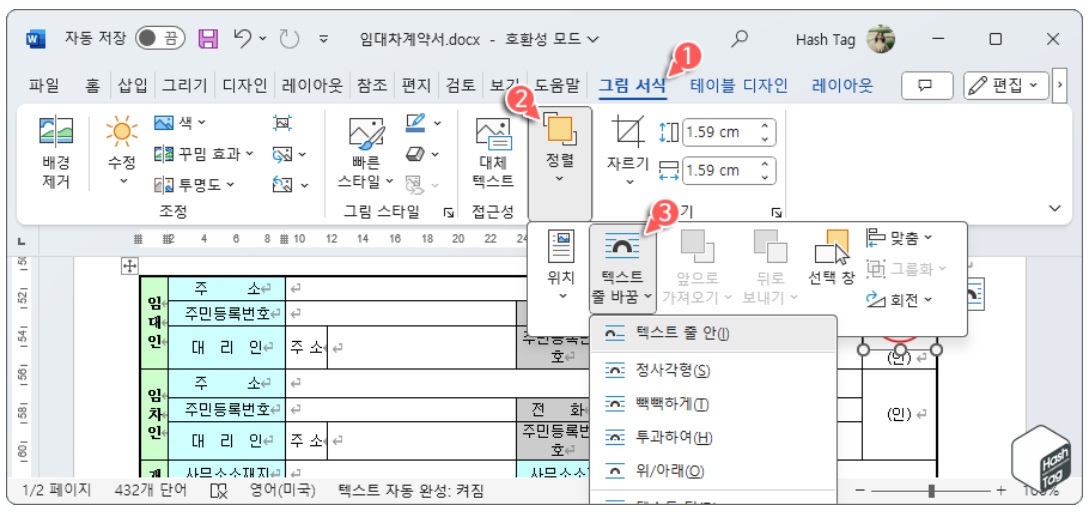 자동 저장 끔 임대차계약서.docx - 호환성 모드 Hash Tag
파일 홈 삽입 그리기 디자인 레이아웃 참조 편지 검토 보기 도움말 그림 서식 테이블 디자인 레이아웃 편집
1
2
배경 제거
수정
색
꾸밈 효과
투명도
조정
빠른 스타일
그림 스타일
대체 텍스트
접근성
정렬
자르기
1.59 cm
1.59 cm
기
3
위치
텍스트 줄 바꿈
앞으로 가져오기
뒤로 보내기
선택 창
맞춤
그룹화
회전
2 4 6 8 10 12 14 16 18 20 22
텍스트 줄 안(I)
정사각형(S)
빽빽하게(T)
투과하여(H)
위/아래(O)
임대인
주 소
주민등록번호
대 리 인 주 소 주민등록번호
(인)
임차인
주 소
주민등록번호 전 화
대 리 인 주 소 주민등록번호
(인)
사무소소재지
1/2 페이지 432개 단어 영어(미국) 텍스트 자동 완성: 켜짐
Hash Tag